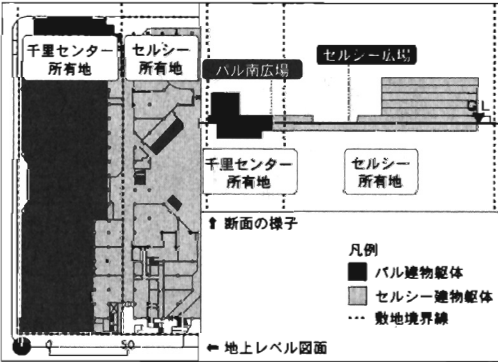 千里センター
所有地
セルシー
所有地
パル南広場
セルシー広場
GL
千里センター
所有地
セルシー
所有地
↑ 断面の様子
凡例
パル建物躯体
セルシー建物躯体
敷地境界線
0 50
← 地上レベル図面